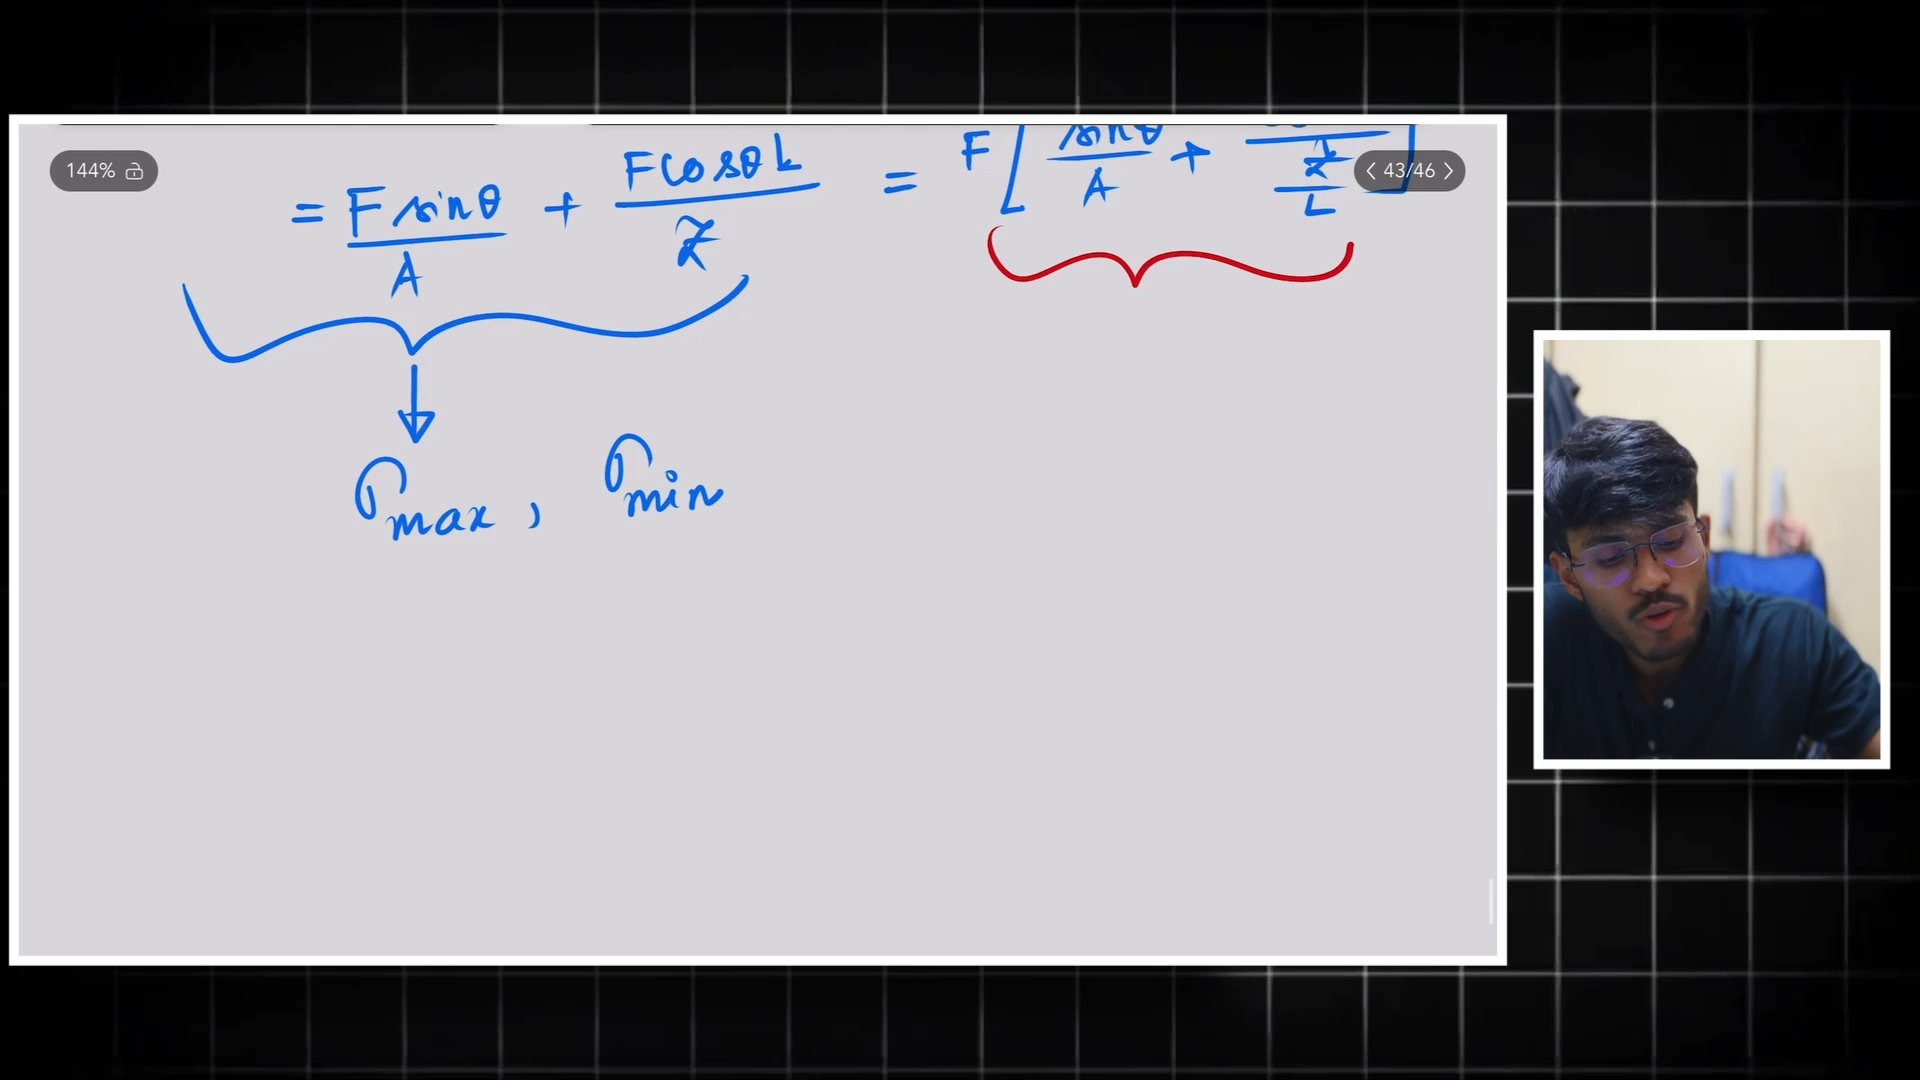 144%
< 43/46 >
= F sinθ / A + F cosθ L / Z = F [ sinθ / A + Z / L ]
σmax , σmin